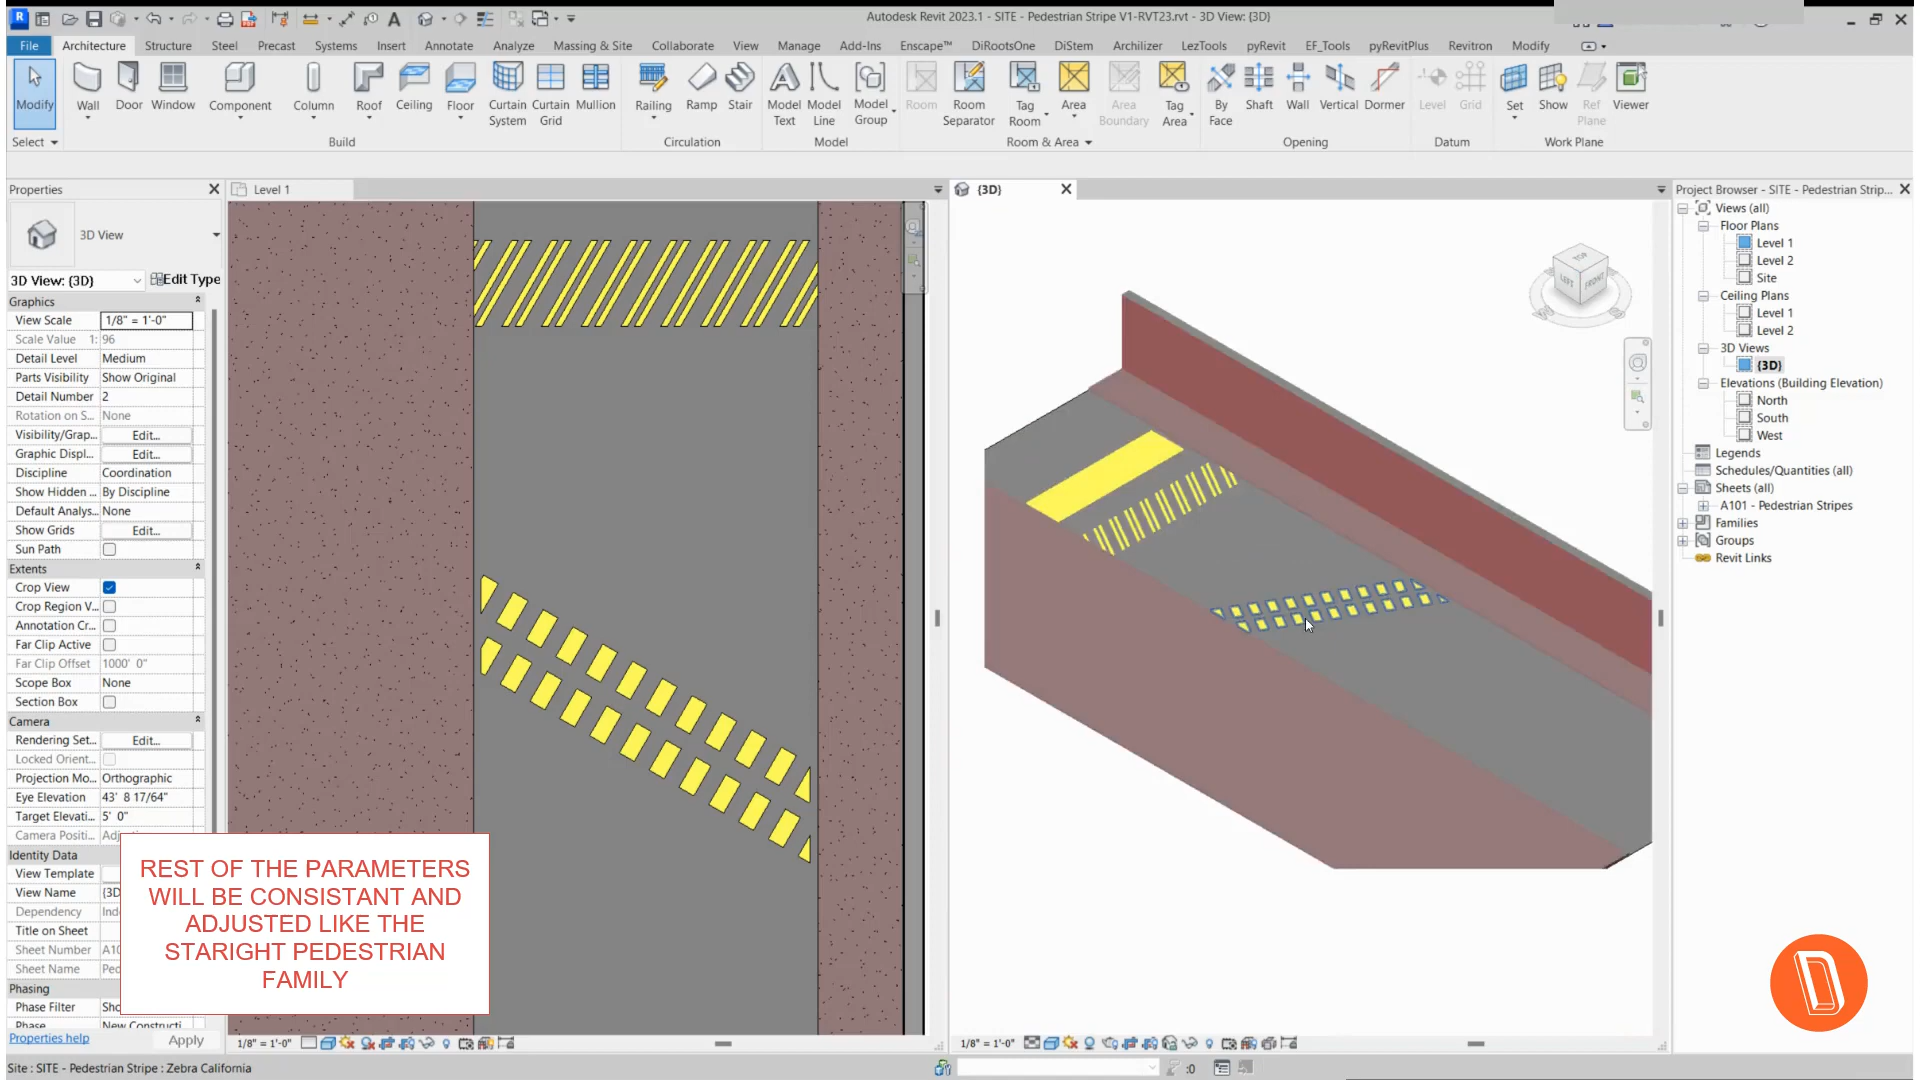 Autodesk Revit 2023.1 - SITE - Pedestrian Stripe V1-RVT23.rvt - 3D View: {3D}
File Architecture Structure Steel Precast Systems Insert Annotate Analyze Massing & Site Collaborate View Manage Add-Ins Enscape™ DiRootsOne DiStem Archilizer LezTools pyRevit EF_Tools pyRevitPlus Revitron Modify
Modify Wall Door Window Component Column Roof Ceiling Floor Curtain System Curtain Grid Mullion Railing Ramp Stair Model Text Model Line Model Group Room Room Separator Tag Room Area Area Boundary Tag Area By Face Shaft Wall Vertical Dormer Level Grid Set Show Ref Plane Viewer
Select Build Circulation Model Room & Area Opening Datum Work Plane
Properties
3D View
3D View: {3D} Edit Type
Graphics
View Scale 1/8" = 1'-0"
Scale Value 1: 96
Detail Level Medium
Parts Visibility Show Original
Detail Number 2
Rotation on S... None
Visibility/Grap... Edit...
Graphic Displ... Edit...
Discipline Coordination
Show Hidden ... By Discipline
Default Analys... None
Show Grids Edit...
Sun Path
Extents
Crop View
Crop Region V...
Annotation Cr...
Far Clip Active
Far Clip Offset 1000' 0"
Scope Box None
Section Box
Camera
Rendering Set... Edit...
Locked Orient...
Projection Mo... Orthographic
Eye Elevation 43' 8 17/64"
Target Elevati... 5' 0"
Camera Positi... Adj
Identity Data
View Template
View Name {3D
Dependency Ind
Title on Sheet
Sheet Number A10
Sheet Name Ped
Phasing
Phase Filter Sho
Phase New Constructi
Properties help Apply
REST OF THE PARAMETERS
WILL BE CONSISTANT AND
ADJUSTED LIKE THE
STARIGHT PEDESTRIAN
FAMILY
Level 1
1/8" = 1'-0"
{3D}
TOP
LEFT FRONT
1/8" = 1'-0"
Project Browser - SITE - Pedestrian Strip...
Views (all)
Floor Plans
Level 1
Level 2
Site
Ceiling Plans
Level 1
Level 2
3D Views
{3D}
Elevations (Building Elevation)
North
South
West
Legends
Schedules/Quantities (all)
Sheets (all)
A101 - Pedestrian Stripes
Families
Groups
Revit Links
Site : SITE - Pedestrian Stripe : Zebra California
:0